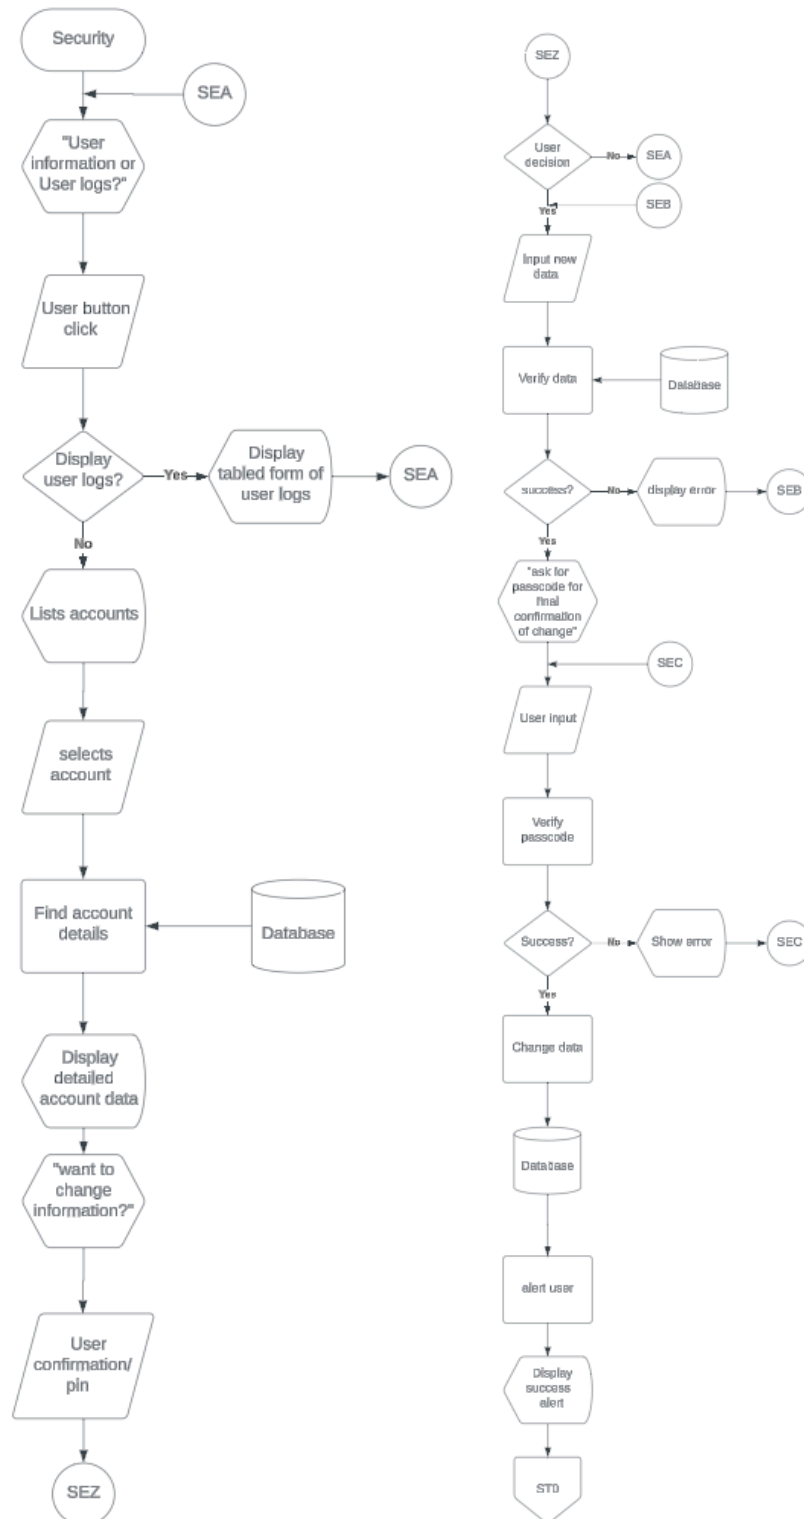 Security
SEA
"User
information or
User logs?"
User button
click
Display
user logs?
Yes
Display
tabled form of
user logs
SEA
No
Lists accounts
selects
account
Find account
details
Database
Display
detailed
account data
"want to
change
information?"
User
confirmation/
pin
SEZ
SEZ
User
decision
No
SEA
SEB
Yes
Input new
data
Verify data
Database
success?
No
display error
SEB
Yes
"ask for
passcode for
final
confirmation
of change"
SEC
User input
Verify
passcode
Success?
No
Show error
SEC
Yes
Change data
Database
alert user
Display
success
alert
ST0